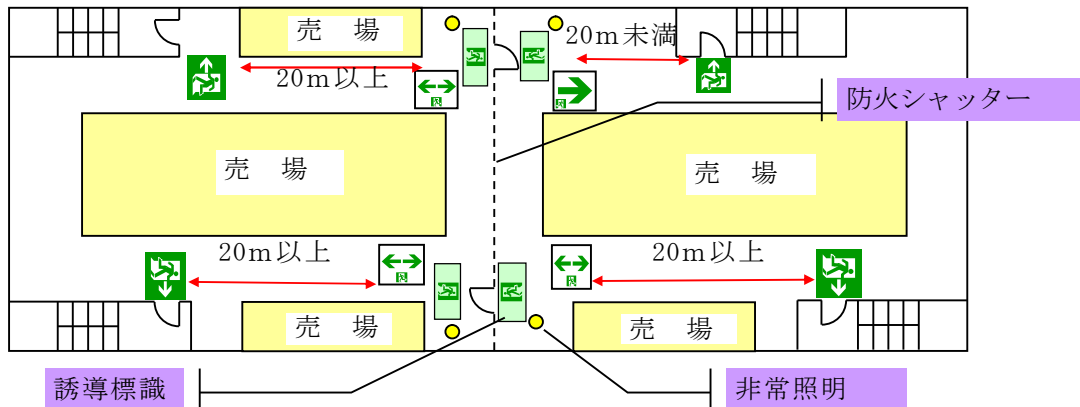 売　場
20m未満
20m以上
防火シャッター
売　場
売　場
20m以上
20m以上
売　場
売　場
誘導標識
非常照明